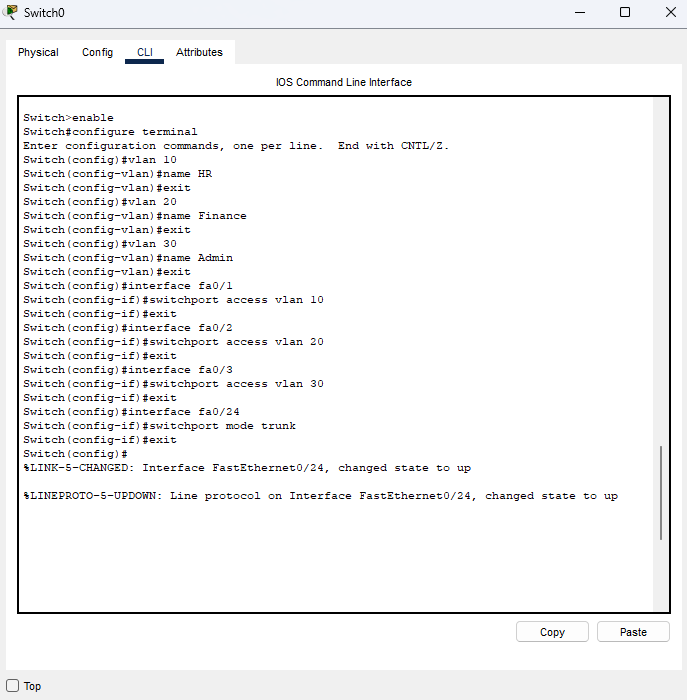 Switch0
Physical Config CLI Attributes
IOS Command Line Interface
Switch>enable
Switch#configure terminal
Enter configuration commands, one per line.  End with CNTL/Z.
Switch(config)#vlan 10
Switch(config-vlan)#name HR
Switch(config-vlan)#exit
Switch(config)#vlan 20
Switch(config-vlan)#name Finance
Switch(config-vlan)#exit
Switch(config)#vlan 30
Switch(config-vlan)#name Admin
Switch(config-vlan)#exit
Switch(config)#interface fa0/1
Switch(config-if)#switchport access vlan 10
Switch(config-if)#exit
Switch(config)#interface fa0/2
Switch(config-if)#switchport access vlan 20
Switch(config-if)#exit
Switch(config)#interface fa0/3
Switch(config-if)#switchport access vlan 30
Switch(config-if)#exit
Switch(config)#interface fa0/24
Switch(config-if)#switchport mode trunk
Switch(config-if)#exit
Switch(config)#
%LINK-5-CHANGED: Interface FastEthernet0/24, changed state to up
%LINEPROTO-5-UPDOWN: Line protocol on Interface FastEthernet0/24, changed state to up
Copy Paste
Top